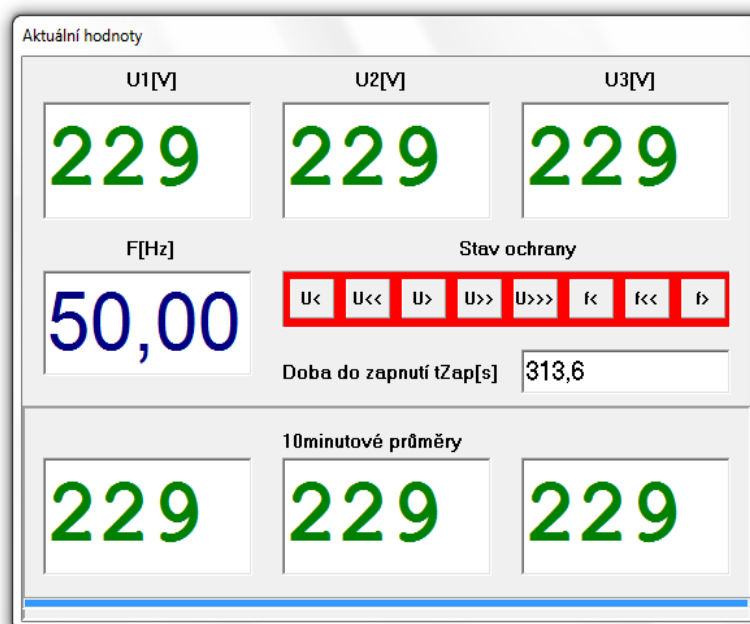 Aktuální hodnoty
U1[V] U2[V] U3[V]
229 229 229
F[Hz] Stav ochrany
50,00
U< U<< U> U>> U>>> f< f<< f>
Doba do zapnutí tZap[s] 313,6
10minutové průměry
229 229 229